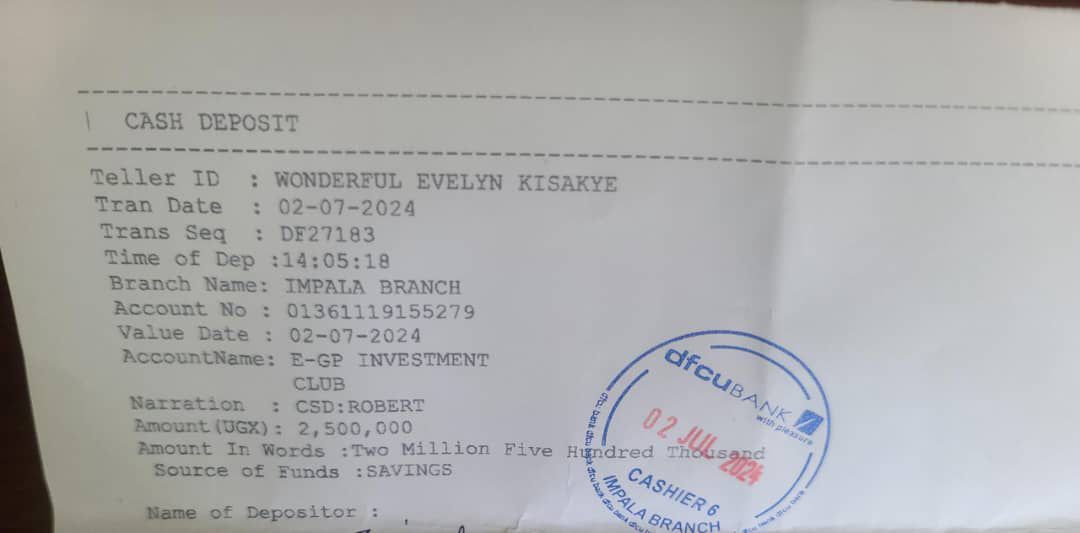 CASH DEPOSIT
Teller ID : WONDERFUL EVELYN KISAKYE
Tran Date : 02-07-2024
Trans Seq : DF27183
Time of Dep :14:05:18
Branch Name: IMPALA BRANCH
Account No : 01361119155279
Value Date : 02-07-2024
AccountName: E-GP INVESTMENT
CLUB
Narration : CSD:ROBERT
Amount(UGX): 2,500,000
Amount In Words :Two Million Five Hundred Thousand
Source of Funds :SAVINGS
Name of Depositor :
dfcu BANK
with pleasure
02 JUL 2024
CASHIER 6
IMPALA BRANCH